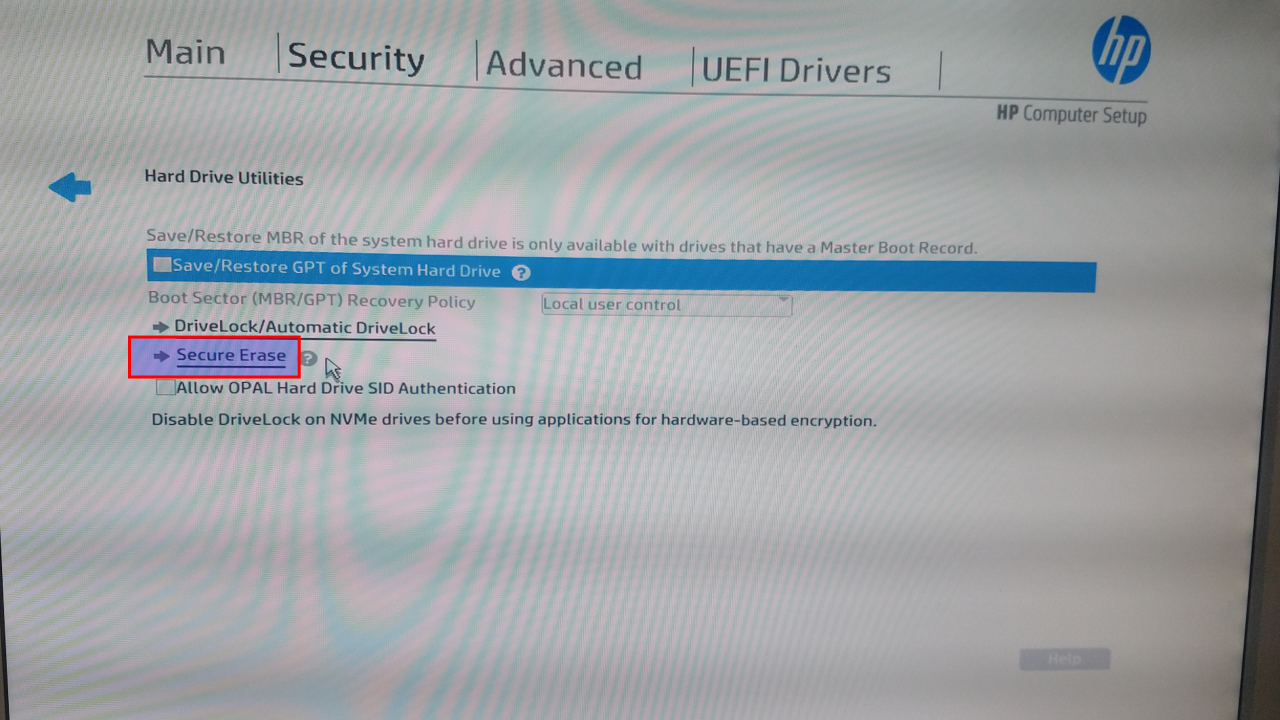 Main
Security
Advanced
UEFI Drivers
hp
HP Computer Setup
Hard Drive Utilities
Save/Restore MBR of the system hard drive is only available with drives that have a Master Boot Record.
Save/Restore GPT of System Hard Drive ?
Boot Sector (MBR/GPT) Recovery Policy Local user control
DriveLock/Automatic DriveLock
Secure Erase ?
Allow OPAL Hard Drive SID Authentication
Disable DriveLock on NVMe drives before using applications for hardware-based encryption.
Help